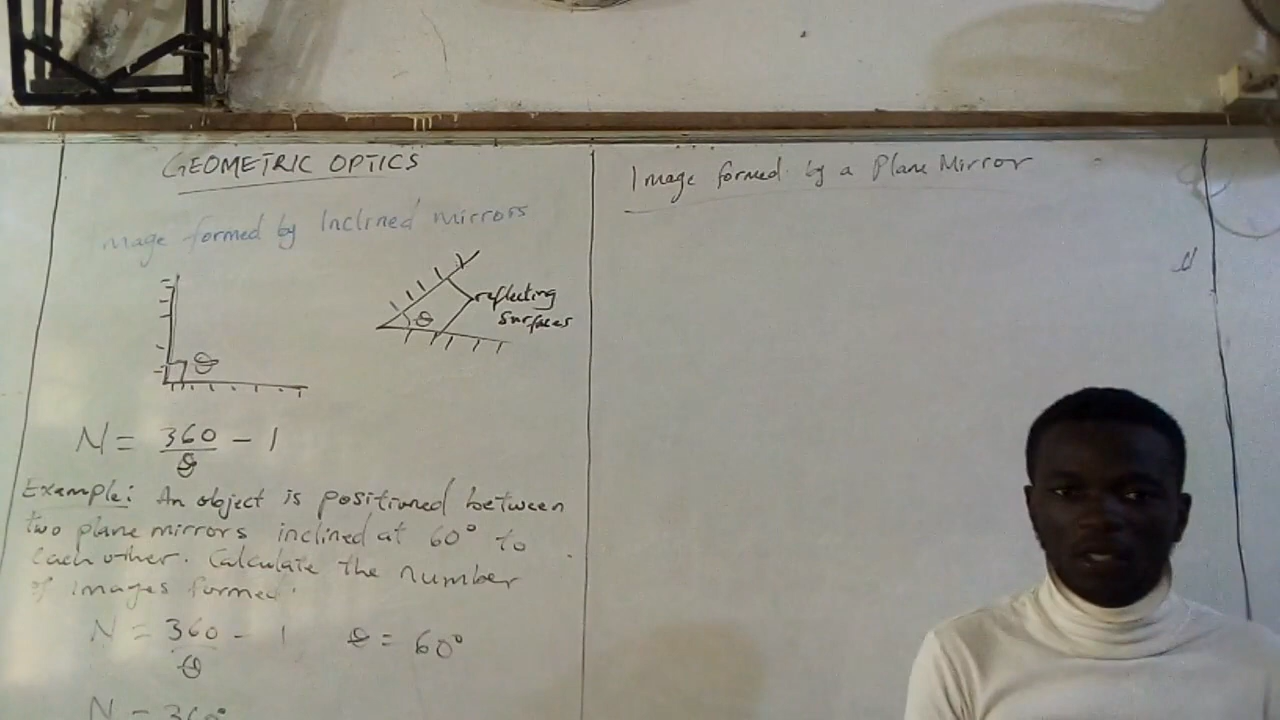 GEOMETRIC OPTICS
mage formed by Inclined mirrors
θ
θ
reflecting
surfaces
N = 360/θ - 1
Example: An object is positioned between
two plane mirrors inclined at 60° to
each other. Calculate the number
of images formed.
N = 360/θ - 1 θ = 60°
N = 360°
Image formed by a Plane Mirror